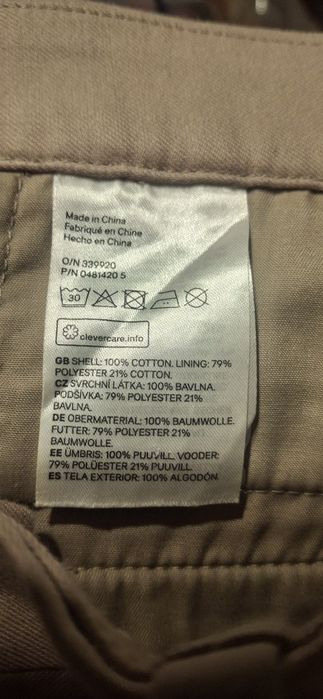 Made in China
Fabriqué en Chine
Hecho en China
O/N 339920
P/N 0481420 5
30
clevercare.info
GB SHELL: 100% COTTON. LINING: 79%
POLYESTER 21% COTTON.
CZ SVRCHNÍ LÁTKA: 100% BAVLNA.
PODŠÍVKA: 79% POLYESTER 21%
BAVLNA.
DE OBERMATERIAL: 100% BAUMWOLLE.
FUTTER: 79% POLYESTER 21%
BAUMWOLLE.
EE ÜMBRIS: 100% PUUVILL. VOODER:
79% POLÜESTER 21% PUUVILL.
ES TELA EXTERIOR: 100% ALGODÓN.